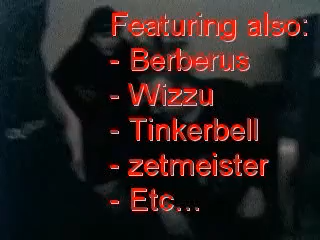 Featuring also:
- Berberus
- Wizzu
- Tinkerbell
- zetmeister
- Etc...